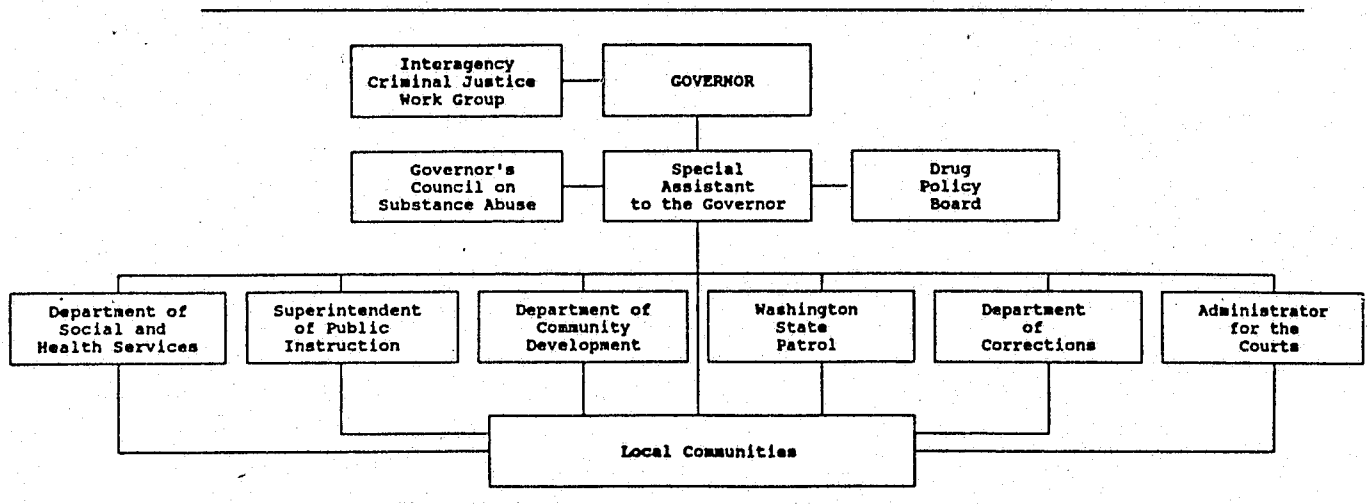 Interagency
Criminal Justice
Work Group
GOVERNOR
Governor's
Council on
Substance Abuse
Special
Assistant
to the Governor
Drug
Policy
Board
Department of
Social and
Health Services
Superintendent
of Public
Instruction
Department of
Community
Development
Washington
State
Patrol
Department
of
Corrections
Administrator
for the
Courts
Local Communities